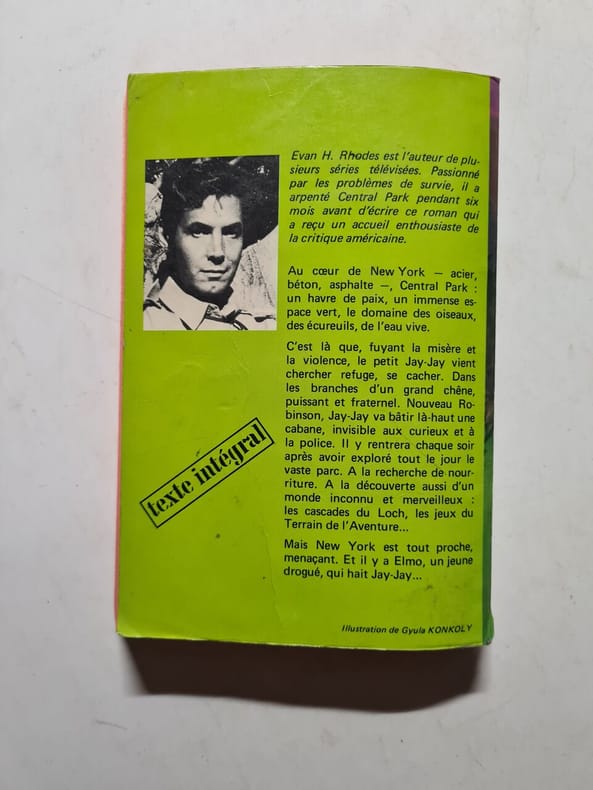 Evan H. Rhodes est l'auteur de plu-
sieurs séries télévisées. Passionné
par les problèmes de survie, il a
arpenté Central Park pendant six
mois avant d'écrire ce roman qui
a reçu un accueil enthousiaste de
la critique américaine.
Au cœur de New York — acier,
béton, asphalte —, Central Park :
un havre de paix, un immense es-
pace vert, le domaine des oiseaux,
des écureuils, de l'eau vive.
C'est là que, fuyant la misère et
la violence, le petit Jay-Jay vient
chercher refuge, se cacher. Dans
les branches d'un grand chêne,
puissant et fraternel. Nouveau Ro-
binson, Jay-Jay va bâtir là-haut une
cabane, invisible aux curieux et à
la police. Il y rentrera chaque soir
après avoir exploré tout le jour le
vaste parc. A la recherche de nour-
riture. A la découverte aussi d'un
monde inconnu et merveilleux :
les cascades du Loch, les jeux du
Terrain de l'Aventure...
Mais New York est tout proche,
menaçant. Et il y a Elmo, un jeune
drogué, qui hait Jay-Jay...
texte intégral
Illustration de Gyula KONKOLY